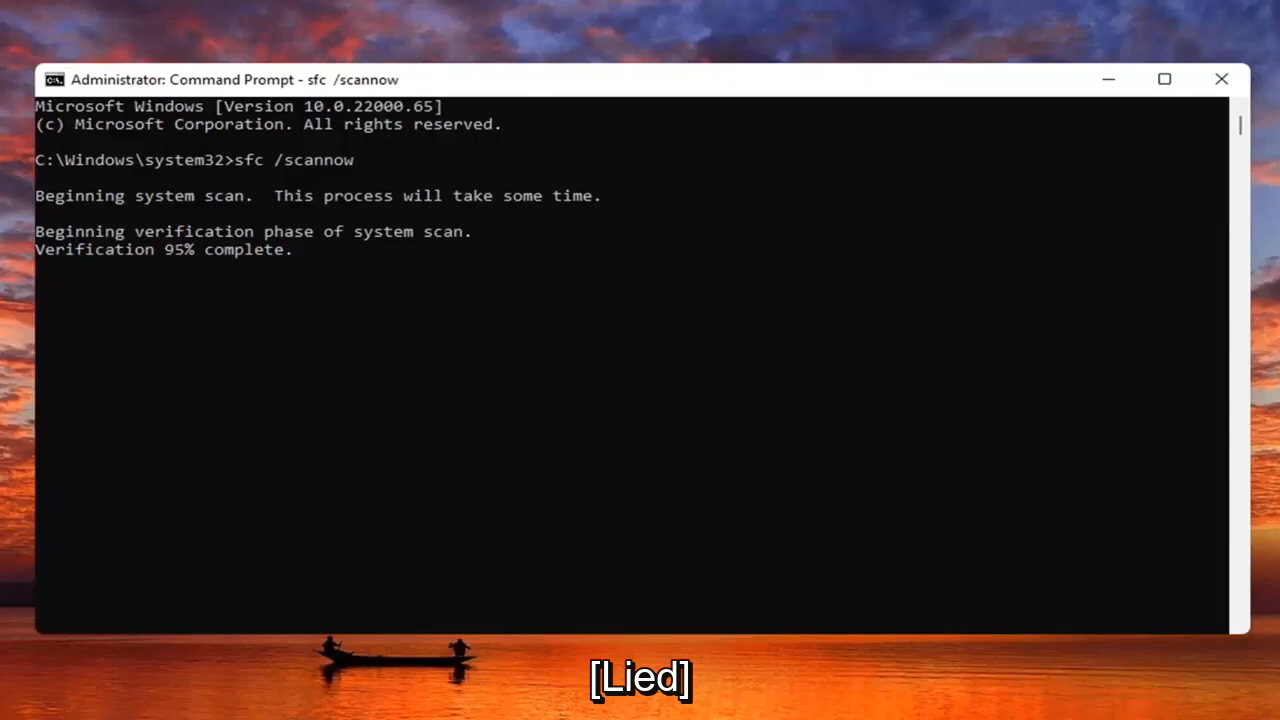 Administrator: Command Prompt - sfc  /scannow
Microsoft Windows [Version 10.0.22000.65]
(c) Microsoft Corporation. All rights reserved.
C:\Windows\system32>sfc /scannow
Beginning system scan.  This process will take some time.
Beginning verification phase of system scan.
Verification 95% complete.
[Lied]